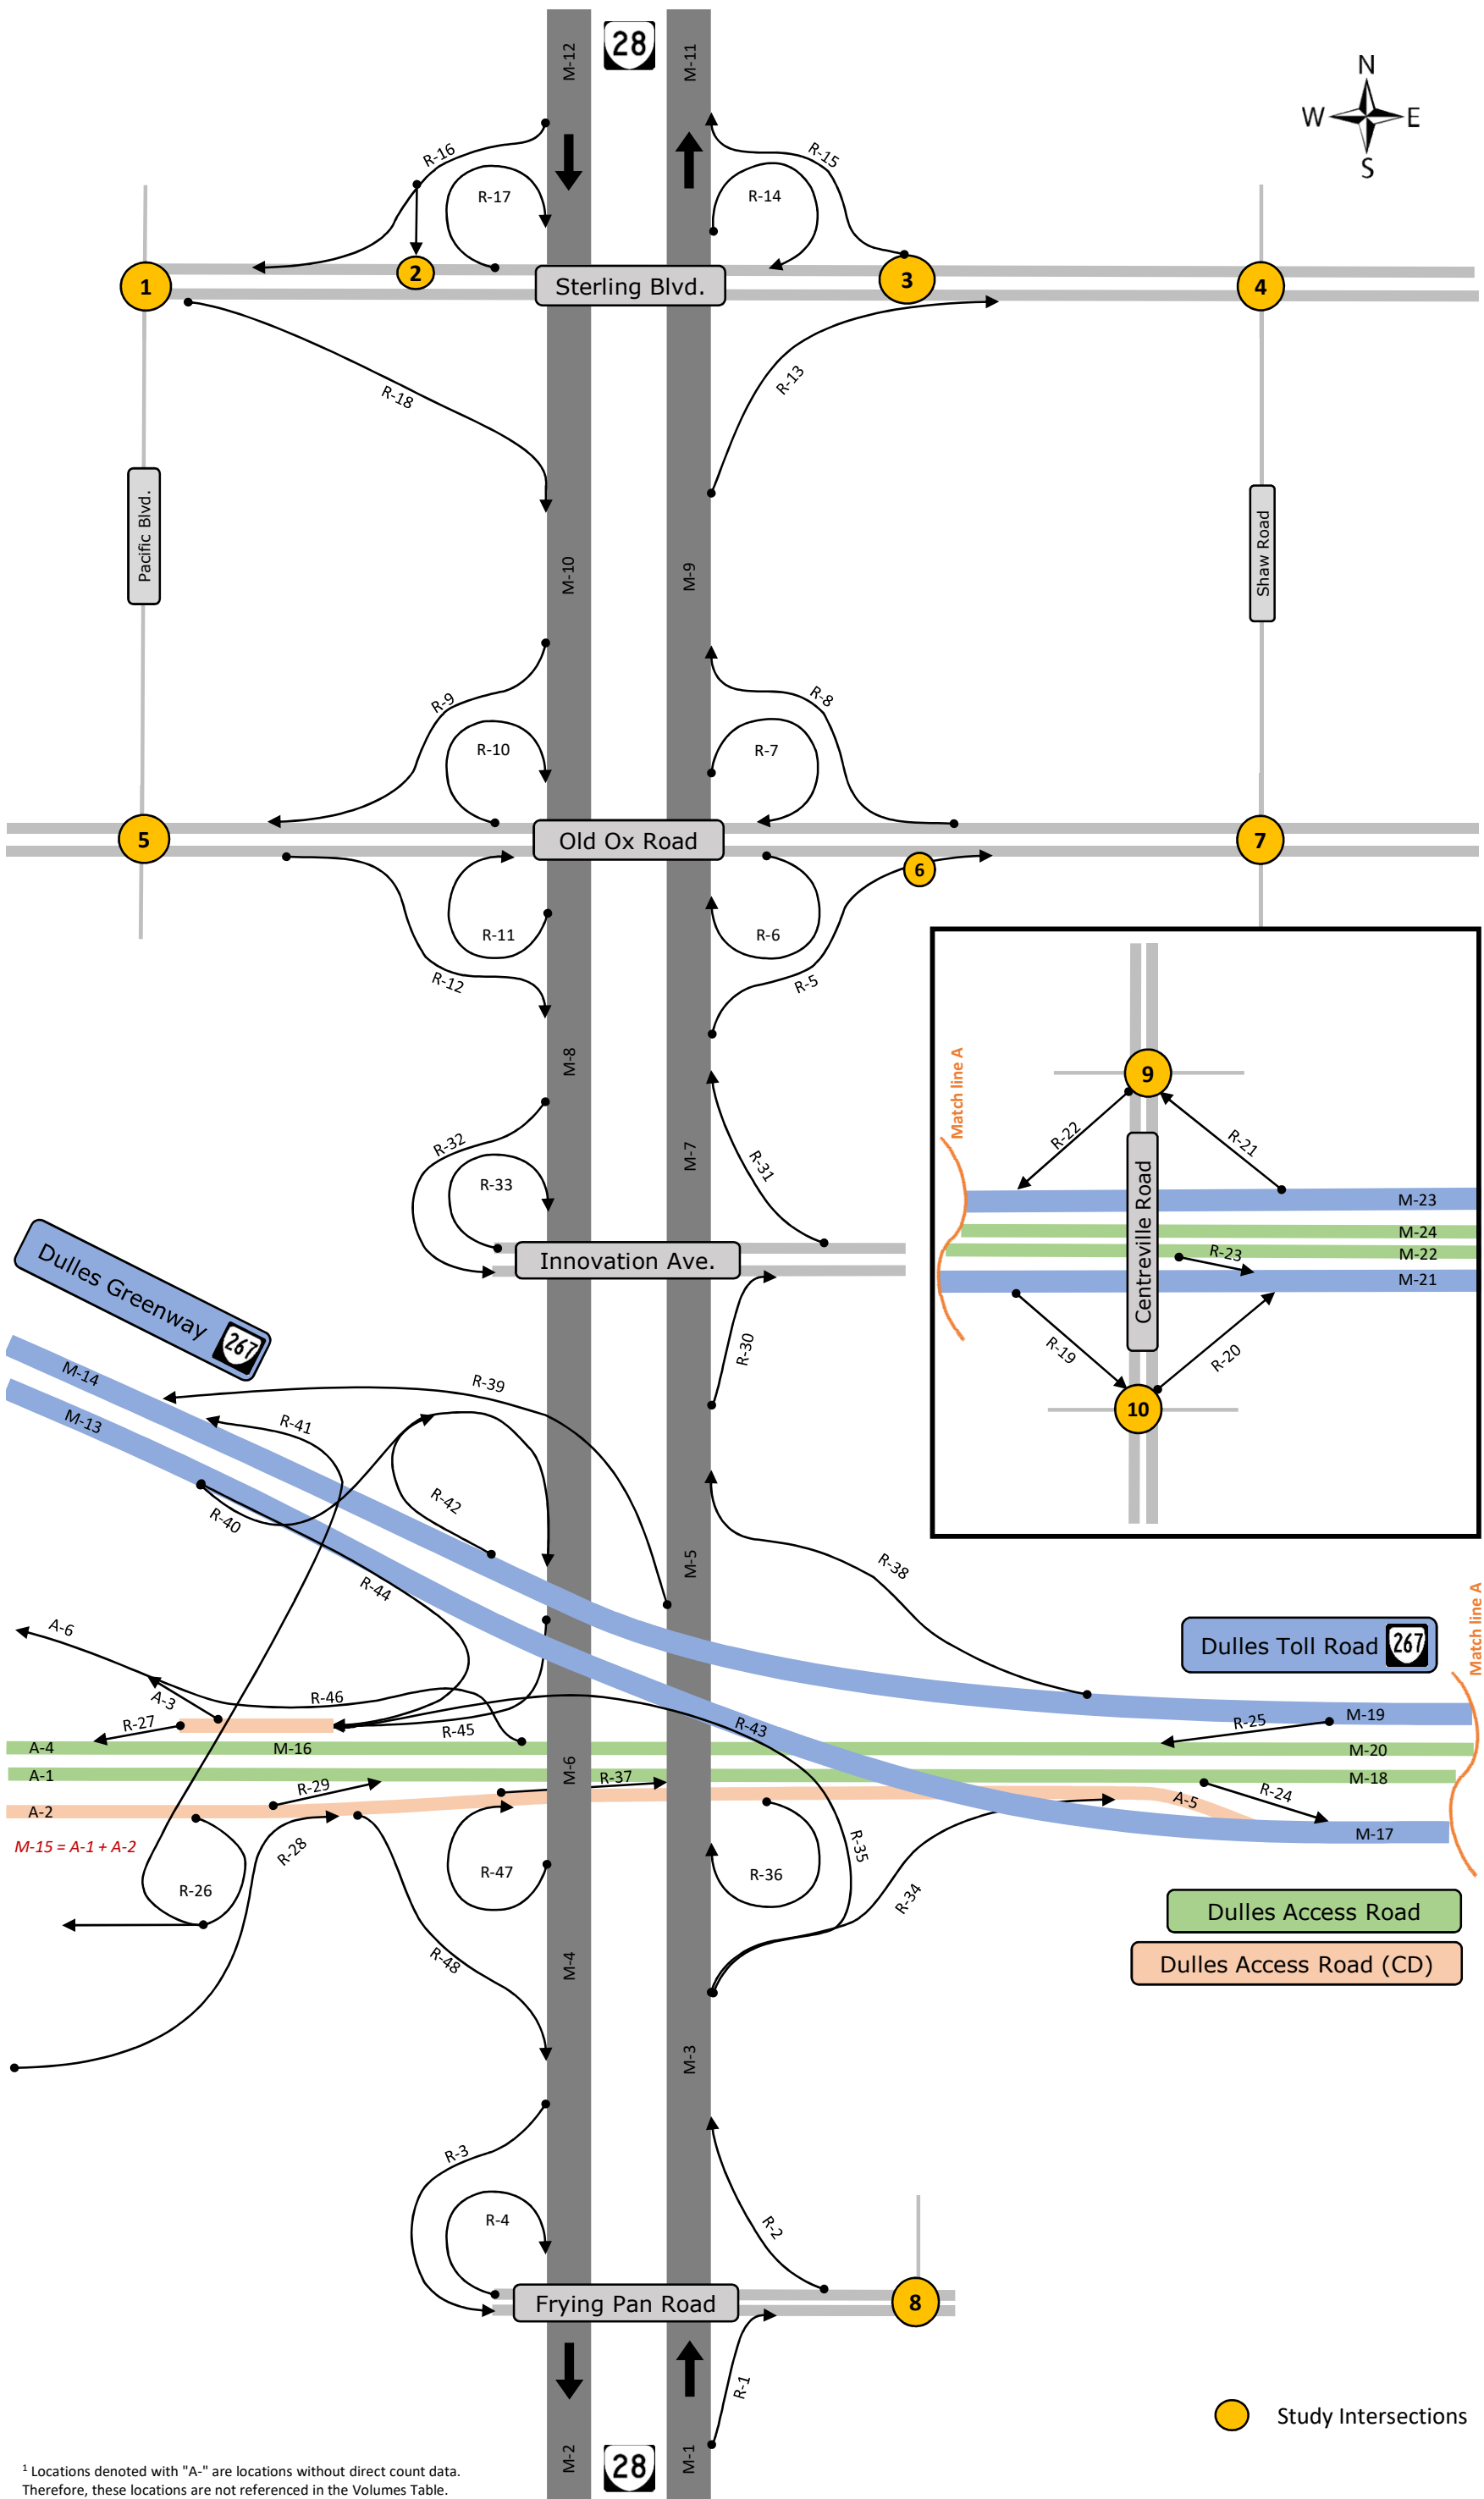 28
M-12
M-11
N
W
E
S
R-16
R-15
R-17
R-14
1
2
Sterling Blvd.
3
4
R-18
R-13
Pacific Blvd.
M-10
M-9
Shaw Road
R-9
R-8
R-10
R-7
5
Old Ox Road
7
6
R-11
R-6
R-12
R-5
M-8
M-7
R-32
R-31
R-33
Innovation Ave.
Match line A
9
R-22
R-21
Centreville Road
M-23
M-24
R-23
M-22
M-21
R-19
R-20
10
Dulles Greenway
267
R-30
M-14
M-13
R-39
R-41
R-42
R-40
R-44
M-5
R-38
Match line A
Dulles Toll Road
267
A-6
A-3
R-46
R-27
R-45
R-43
R-25
M-19
A-4
M-16
M-20
A-1
M-6
R-37
M-18
R-29
R-24
A-2
A-5
M-17
M-15 = A-1 + A-2
R-28
R-35
R-26
R-47
R-36
R-34
Dulles Access Road
R-48
M-4
Dulles Access Road (CD)
M-3
R-3
R-4
R-2
Frying Pan Road
8
R-1
Study Intersections
M-2
28
M-1
1 Locations denoted with "A-" are locations without direct count data.
Therefore, these locations are not referenced in the Volumes Table.